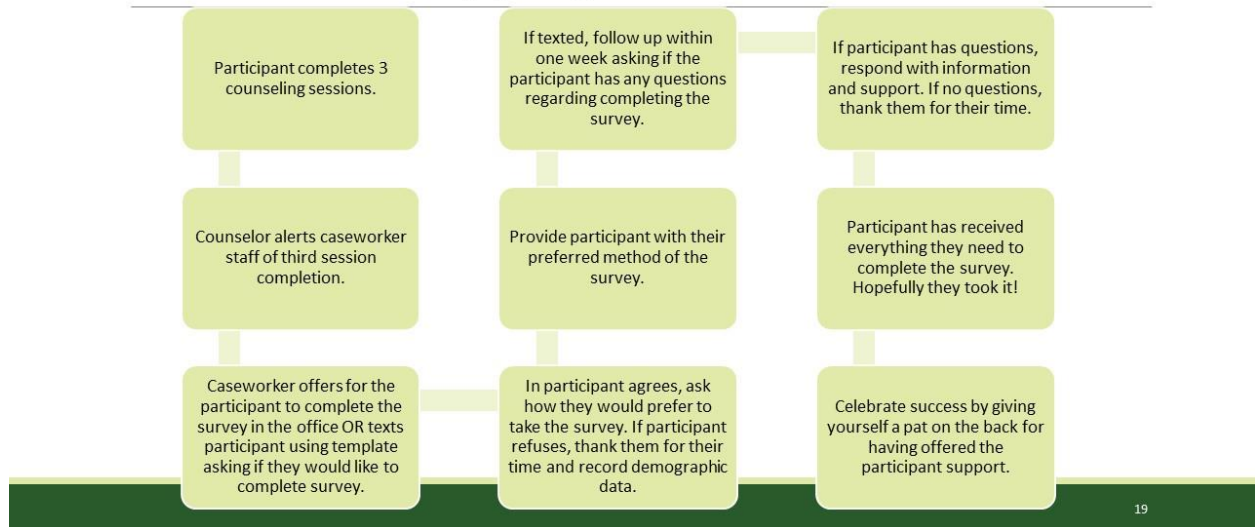 Participant completes 3
counseling sessions.
Counselor alerts caseworker
staff of third session
completion.
Caseworker offers for the
participant to complete the
survey in the office OR texts
participant using template
asking if they would like to
complete survey.
In participant agrees, ask
how they would prefer to
take the survey. If participant
refuses, thank them for their
time and record demographic
data.
Provide participant with their
preferred method of the
survey.
If texted, follow up within
one week asking if the
participant has any questions
regarding completing the
survey.
If participant has questions,
respond with information
and support. If no questions,
thank them for their time.
Participant has received
everything they need to
complete the survey.
Hopefully they took it!
Celebrate success by giving
yourself a pat on the back for
having offered the
participant support.
19